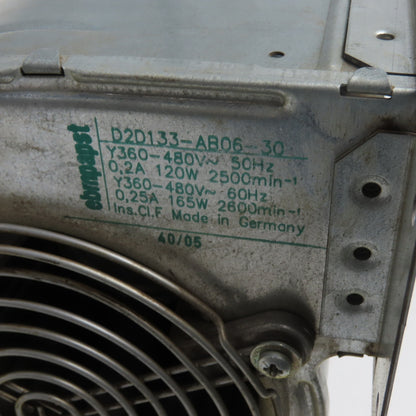 ebmpapst
D2D133-AB06-30
Y360-480V~ 50Hz
0,2A 120W 2500min⁻¹
Y360-480V~ 60Hz
0,25A 165W 2600min⁻¹
Ins.Cl.F Made in Germany
40/05